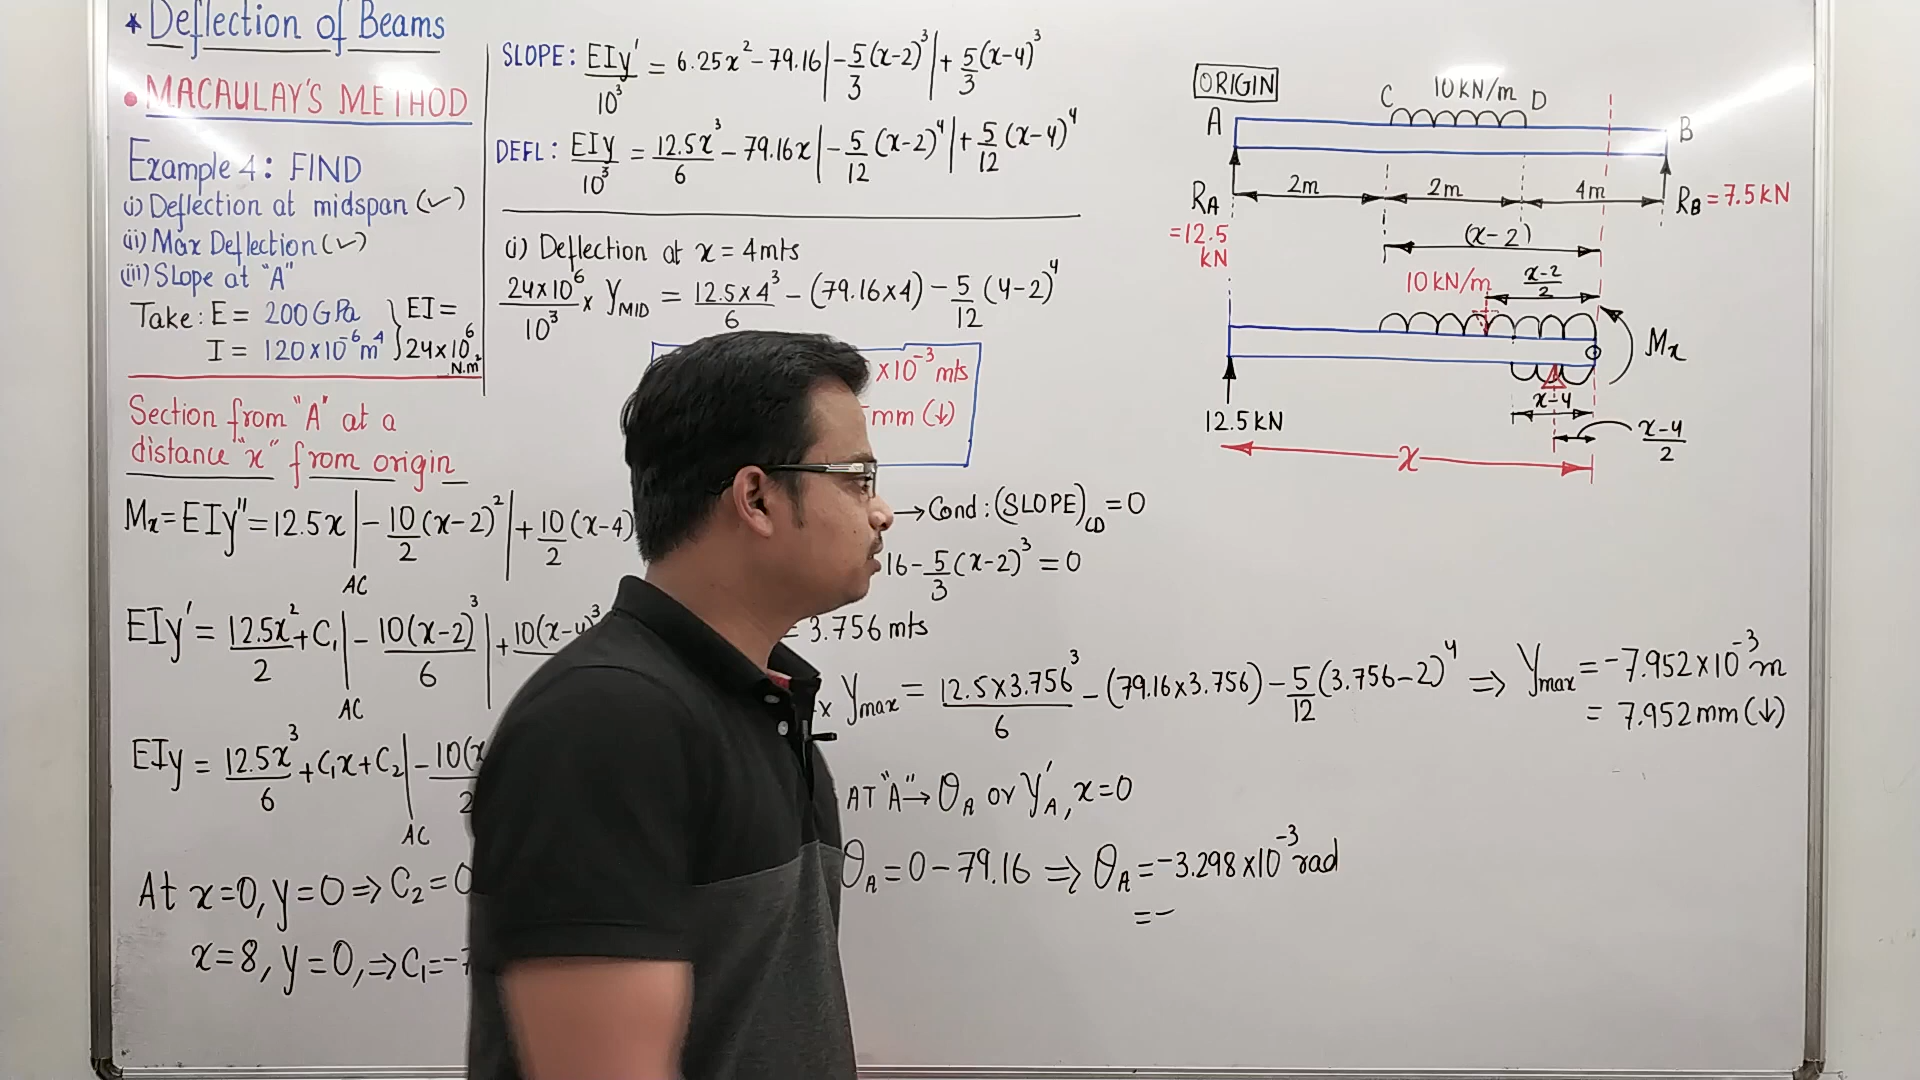 * Deflection of Beams
• MACAULAY'S METHOD
Example 4: FIND
i) Deflection at midspan (✓)
(ii) Max Deflection (✓)
(iii) Slope at "A"
Take: E = 200 GPa } EI =
I = 120×10⁻⁶ m⁴ } 24×10⁶ N.m²
Section from "A" at a
distance "x" from origin
Mx = EIy'' = 12.5x | - 10/2 (x-2)² | + 10/2 (x-4)
AC
EIy' = 12.5x²/2 + C₁ | - 10(x-2)³/6 | + 10(x-4)³
AC
EIy = 12.5x³/6 + C₁x + C₂ | - 10(x
AC
At x=0, y=0 ⇒ C₂ = 0
x=8, y=0, ⇒ C₁ = -7
SLOPE: EIy'/10³ = 6.25x² - 79.16 | - 5/3 (x-2)³ | + 5/3 (x-4)³
DEFL: EIy/10³ = 12.5x³/6 - 79.16x | - 5/12 (x-2)⁴ | + 5/12 (x-4)⁴
(i) Deflection at x = 4mts
24×10⁶/10³ × YMID = 12.5×4³/6 - (79.16×4) - 5/12 (4-2)⁴
×10⁻³ mts
mm (↓)
→ Cond: (SLOPE)CD = 0
16 - 5/3 (x-2)³ = 0
= 3.756 mts
× Ymax = 12.5×3.756³/6 - (79.16×3.756) - 5/12 (3.756-2)⁴ ⇒ Ymax = -7.952×10⁻³ m
= 7.952mm (↓)
AT "A" → θA or Y'A, x=0
θA = 0 - 79.16 ⇒ θA = -3.298×10⁻³ rad
= -
ORIGIN
C 10 kN/m D
A B
2m 2m 4m
RA = 12.5 kN
RB = 7.5 kN
(x-2)
10 kN/m
x-2/2
Mx
x-4
12.5 kN
x-4/2
x